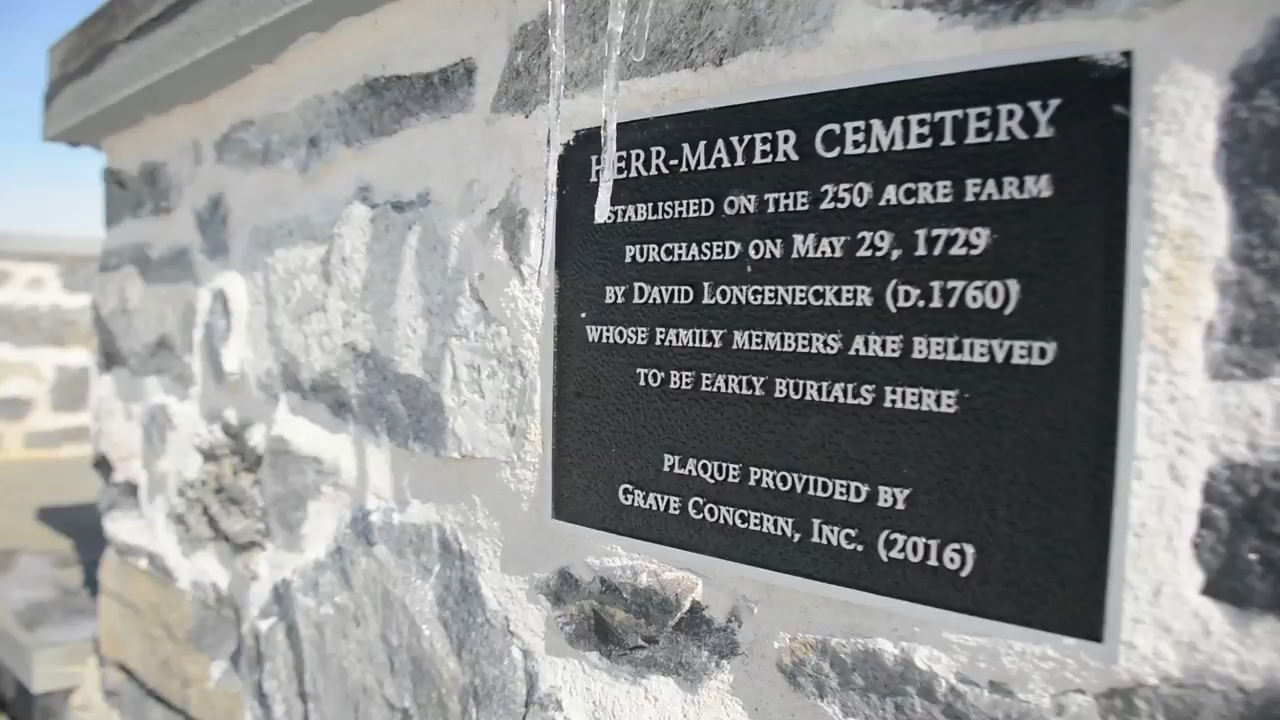 HERR-MAYER CEMETERY
ESTABLISHED ON THE 250 ACRE FARM
PURCHASED ON MAY 29, 1729
BY DAVID LONGENECKER (D.1760)
WHOSE FAMILY MEMBERS ARE BELIEVED
TO BE EARLY BURIALS HERE
PLAQUE PROVIDED BY
GRAVE CONCERN, INC. (2016)